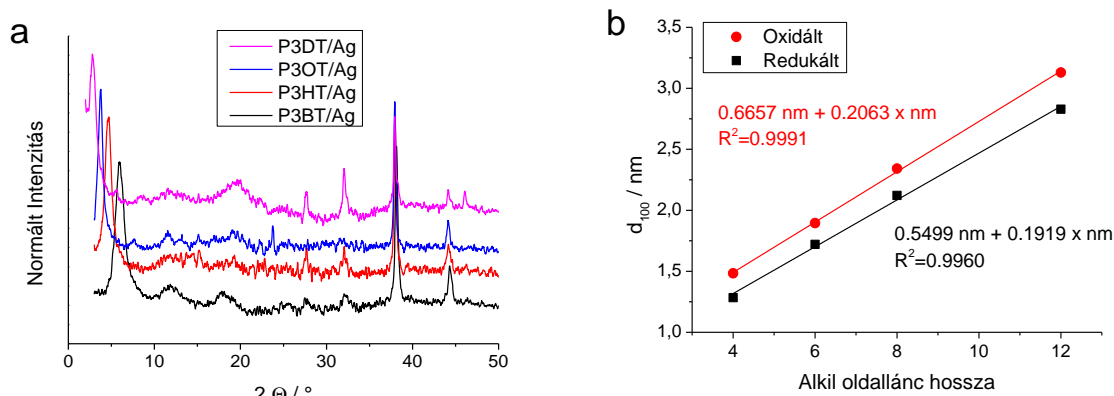 a
P3DT/Ag
P3OT/Ag
P3HT/Ag
P3BT/Ag
Normált Intenzitás
0 10 20 30 40 50
2 Θ / °
b
3,5
3,0
2,5
2,0
1,5
1,0
d₁₀₀ / nm
Oxidált
Redukált
0.6657 nm + 0.2063 x nm
R²=0.9991
0.5499 nm + 0.1919 x nm
R²=0.9960
4 6 8 10 12
Alkil oldallánc hossza